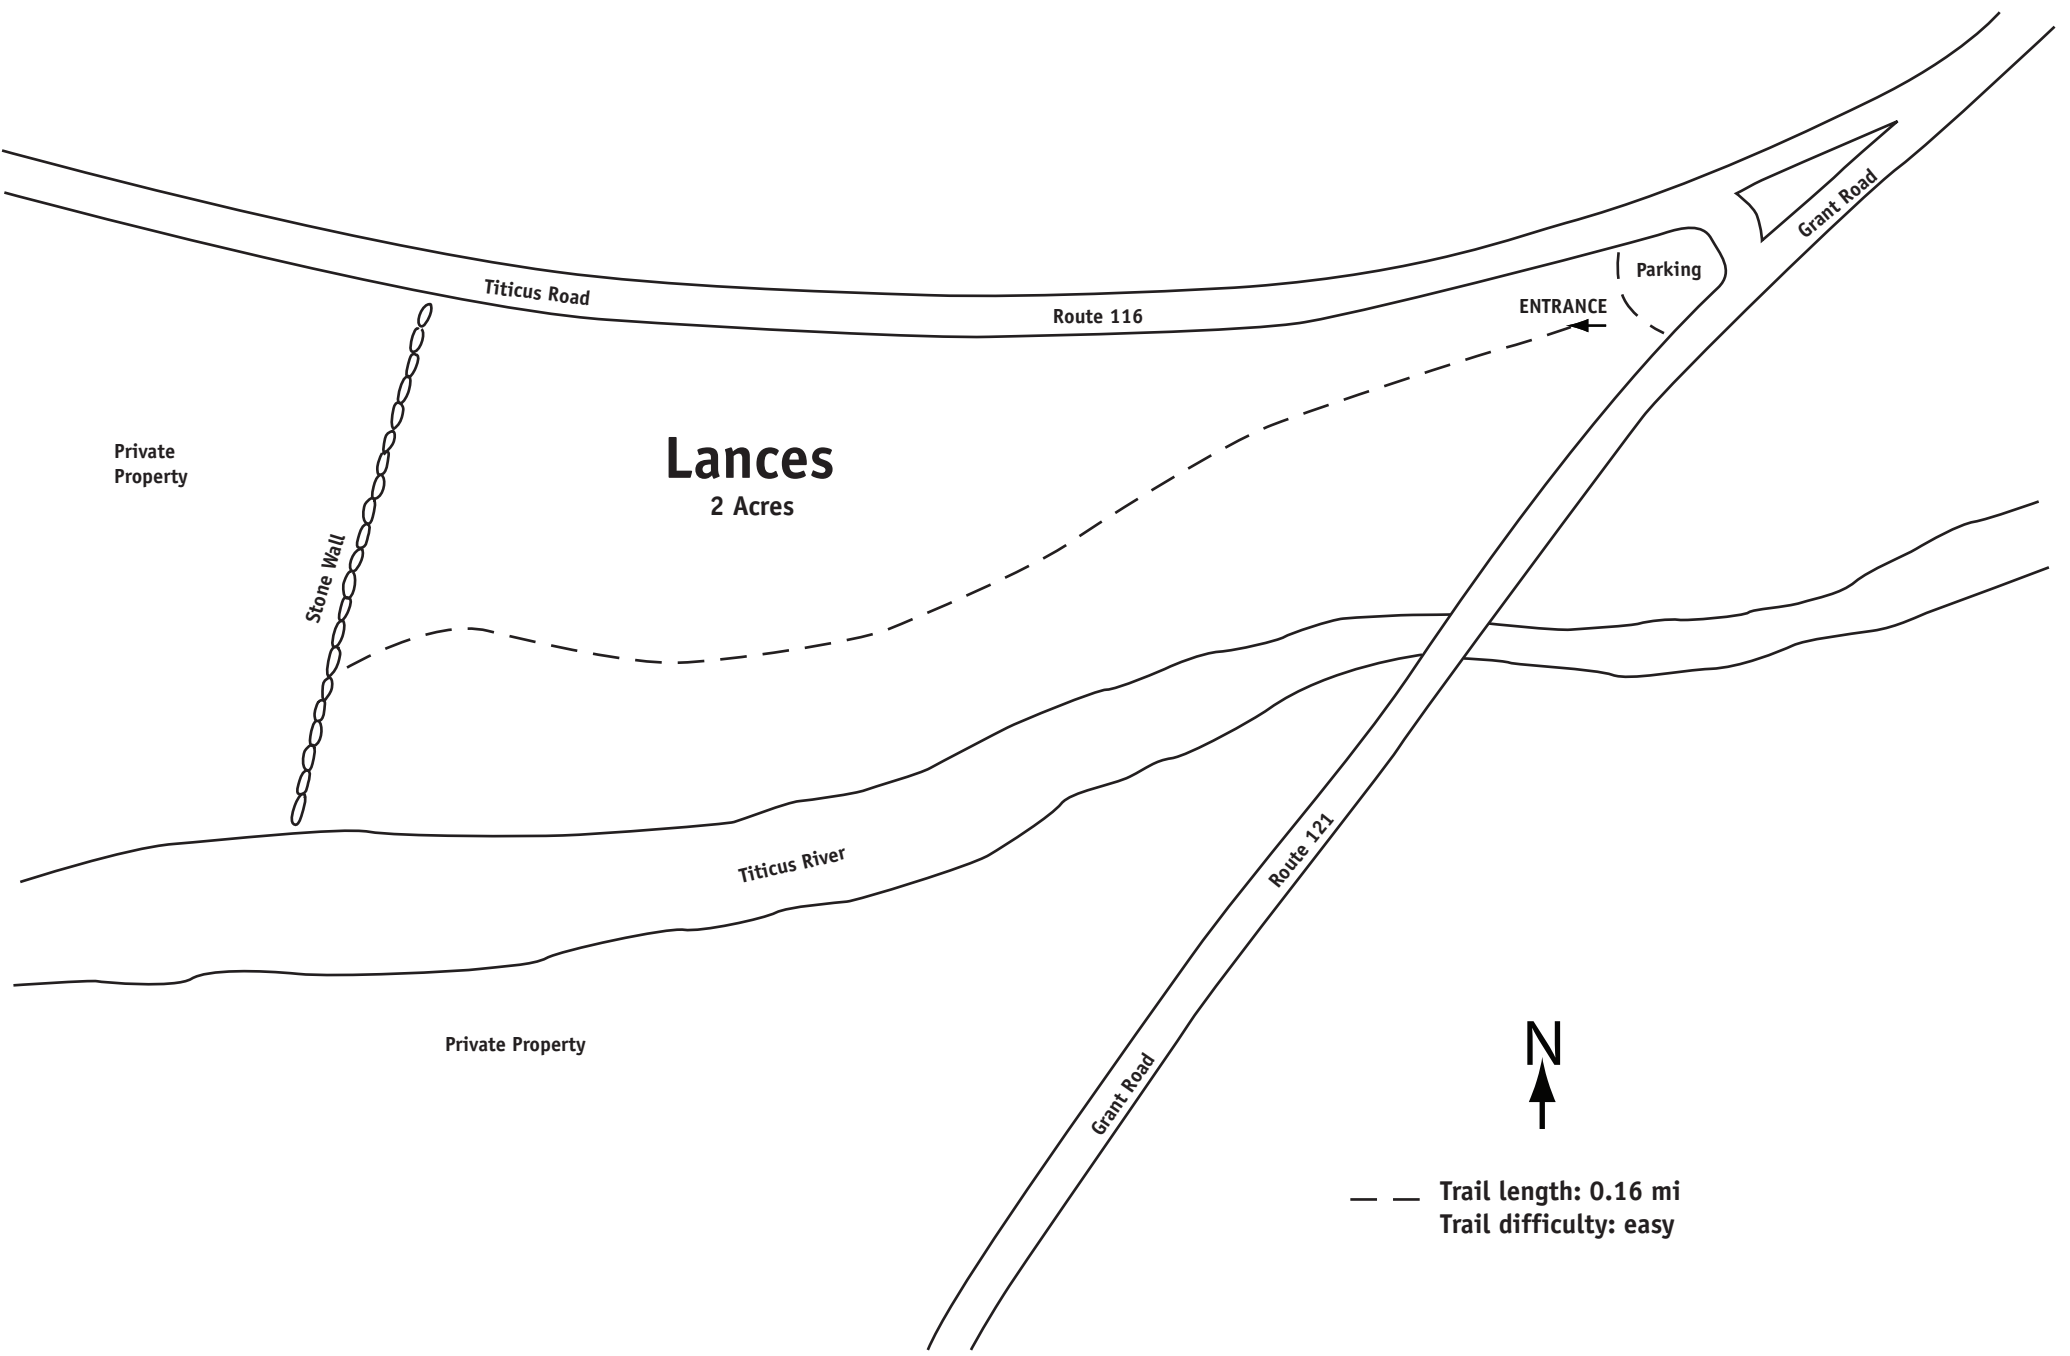 Grant Road
Parking
Titicus Road
ENTRANCE
Route 116
Private
Property
Lances
2 Acres
Stone Wall
Route 121
Titicus River
N
Private Property
Grant Road
Trail length: 0.16 mi
Trail difficulty: easy